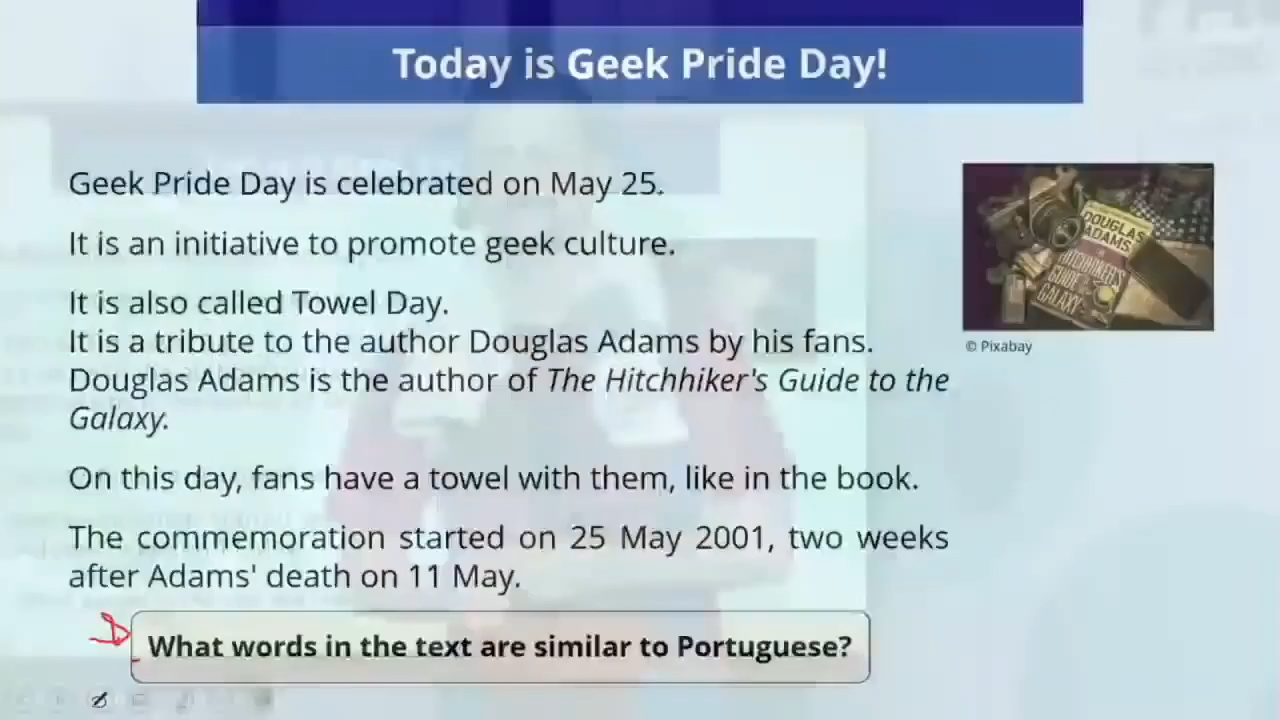 Today is Geek Pride Day!
Geek Pride Day is celebrated on May 25.
It is an initiative to promote geek culture.
It is also called Towel Day.
It is a tribute to the author Douglas Adams by his fans.
Douglas Adams is the author of The Hitchhiker's Guide to the
Galaxy.
On this day, fans have a towel with them, like in the book.
The commemoration started on 25 May 2001, two weeks
after Adams' death on 11 May.
What words in the text are similar to Portuguese?
DOUGLAS
ADAMS
HITCHHIKER'S
GUIDE
GALAXY
© Pixabay